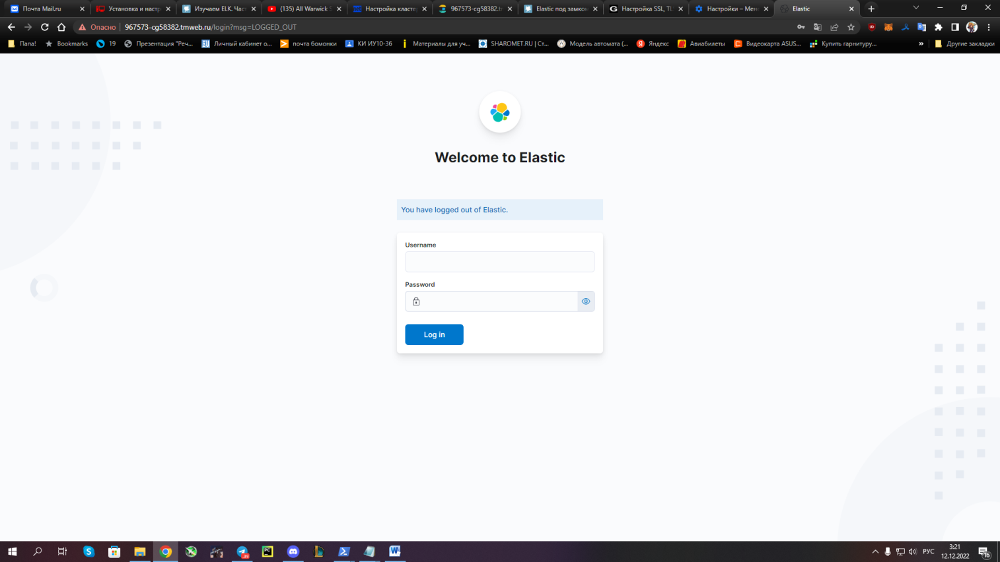 Почта Mail.ru
Установка и настр
Изучаем ELK. Част
(135) All Warwick S
Настройка кластер
967573-cg58382.tm
Elastic под замком
Настройка SSL, TL
Настройки – Мен
Elastic
Опасно 967573-cg58382.tmweb.ru/login?msg=LOGGED_OUT
Папа! Bookmarks 19 Презентация "Реч... Личный кабинет о... почта бомонки КИ ИУ10-36 Материалы для уч... SHAROMET.RU | Ст... Модель автомата (... Яндекс Авиабилеты Видеокарта ASUS... Купить гарнитуру... » Другие закладки
Welcome to Elastic
You have logged out of Elastic.
Username
Password
Log in
39
РУС
3:21
12.12.2022
16